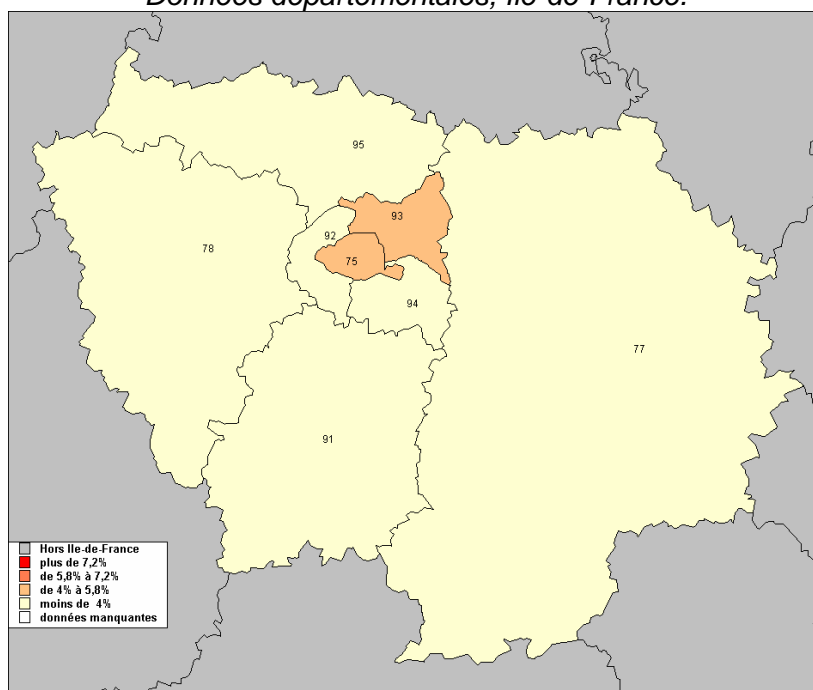 Données départementales, Ile-de-France.
95
93
92
78
75
94
77
91
Hors Ile-de-France
plus de 7,2%
de 5,8% à 7,2%
de 4% à 5,8%
moins de 4%
données manquantes